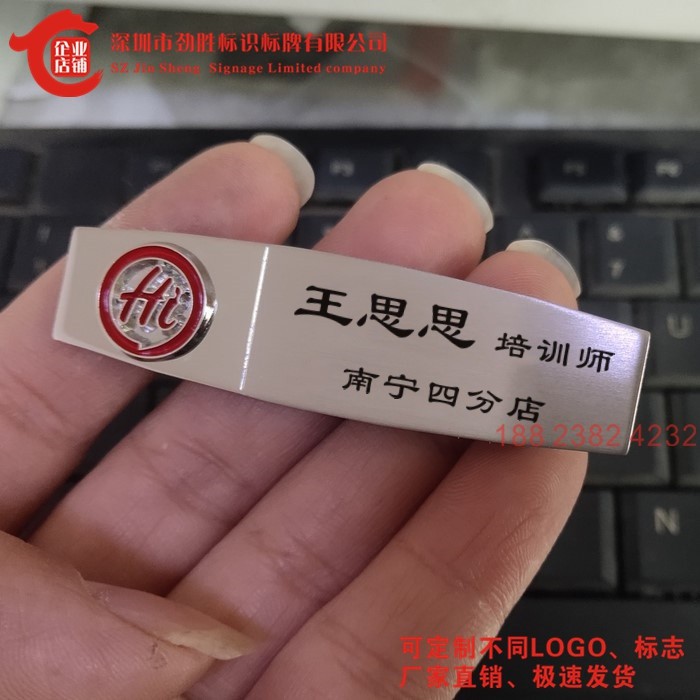 企业
店铺
深圳市劲胜标识标牌有限公司
SZ Jin Sheng Signage Limited company
Hi
王思思 培训师
南宁四分店
188 2382 4232
N
可定制不同LOGO、标志
厂家直销、极速发货